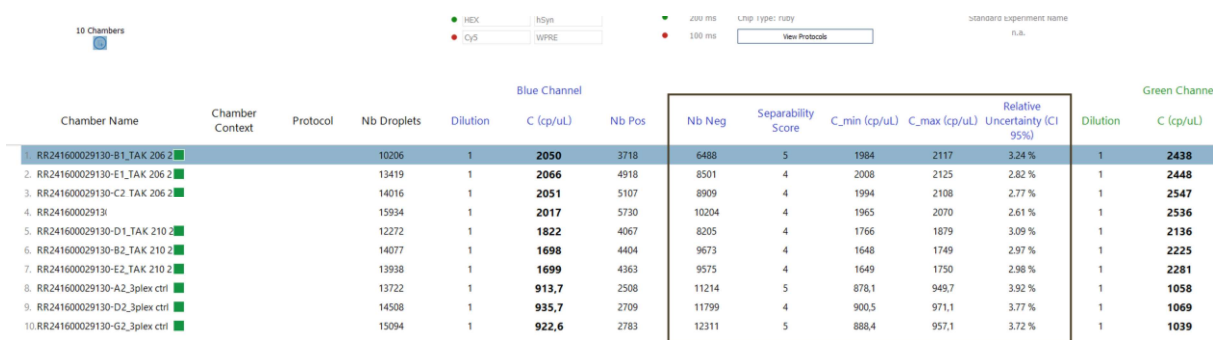 HEX hSyn 200 ms Chip Type: ruby Standard Experiment Name
10 Chambers
Cy5 WPRE 100 ms View Protocols n.a.
Blue Channel Green Channe
Chamber Name Chamber Context Protocol Nb Droplets Dilution C (cp/uL) Nb Pos Nb Neg Separability Score C_min (cp/uL) C_max (cp/uL) Relative Uncertainty (CI 95%) Dilution C (cp/uL)
1. RR241600029130-B1_TAK 206 2 10206 1 2050 3718 6488 5 1984 2117 3.24 % 1 2438
2. RR241600029130-E1_TAK 206 2 13419 1 2066 4918 8501 4 2008 2125 2.82 % 1 2448
3. RR241600029130-C2_TAK 206 2 14016 1 2051 5107 8909 4 1994 2108 2.77 % 1 2547
4. RR24160002913 15934 1 2017 5730 10204 4 1965 2070 2.61 % 1 2536
5. RR241600029130-D1_TAK 210 2 12272 1 1822 4067 8205 4 1766 1879 3.09 % 1 2136
6. RR241600029130-B2_TAK 210 2 14077 1 1698 4404 9673 4 1648 1749 2.97 % 1 2225
7. RR241600029130-E2_TAK 210 2 13938 1 1699 4363 9575 4 1649 1750 2.98 % 1 2281
8. RR241600029130-A2_3plex ctrl 13722 1 913,7 2508 11214 5 878,1 949,7 3.92 % 1 1058
9. RR241600029130-D2_3plex ctrl 14508 1 935,7 2709 11799 4 900,5 971,1 3.77 % 1 1069
10.RR241600029130-G2_3plex ctrl 15094 1 922,6 2783 12311 5 888,4 957,1 3.72 % 1 1039